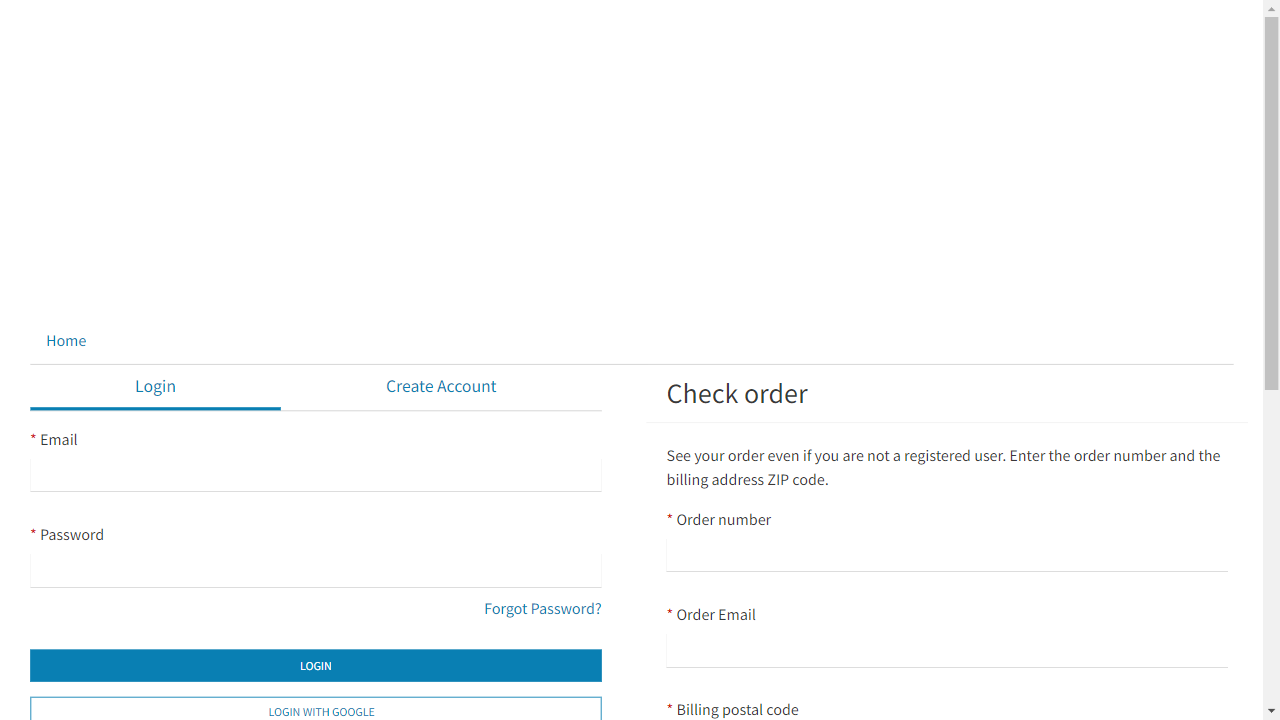 Home
Login
Create Account
* Email
* Password
Forgot Password?
LOGIN
LOGIN WITH GOOGLE
Check order
See your order even if you are not a registered user. Enter the order number and the
billing address ZIP code.
* Order number
* Order Email
* Billing postal code